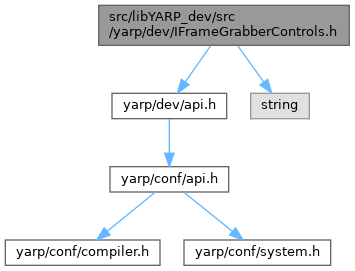 src/libYARP_dev/src
/yarp/dev/IFrameGrabberControls.h
yarp/dev/api.h
string
yarp/conf/api.h
yarp/conf/compiler.h
yarp/conf/system.h